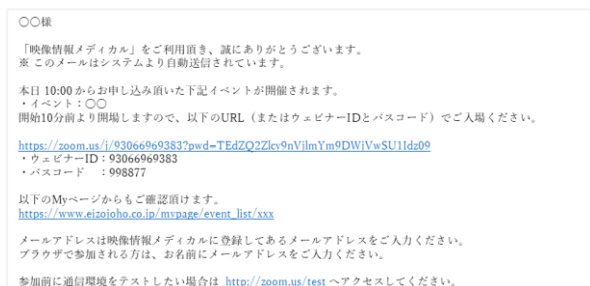 〇〇様
「映像情報メディカル」をご利用頂き、誠にありがとうございます。
※ このメールはシステムより自動送信されています。
本日 10:00 からお申し込み頂いた下記イベントが開催されます。
・イベント：〇〇
開始10分前より開場しますので、以下のURL（またはウェビナーIDとパスコード）でご入場ください。
https://zoom.us/j/93066969383?pwd=TEdZQ2Zlcy9nVjlmYm9DWjVwSU1Idz09
・ウェビナーID：93066969383
・パスコード　：998877
以下のMyページからもご確認頂けます。
https://www.eizojoho.co.jp/mypage/event_list/xxx
メールアドレスは映像情報メディカルに登録してあるメールアドレスをご入力ください。
ブラウザで参加される方は、お名前にメールアドレスをご入力ください。
参加前に通信環境をテストしたい場合は http://zoom.us/test へアクセスしてください。